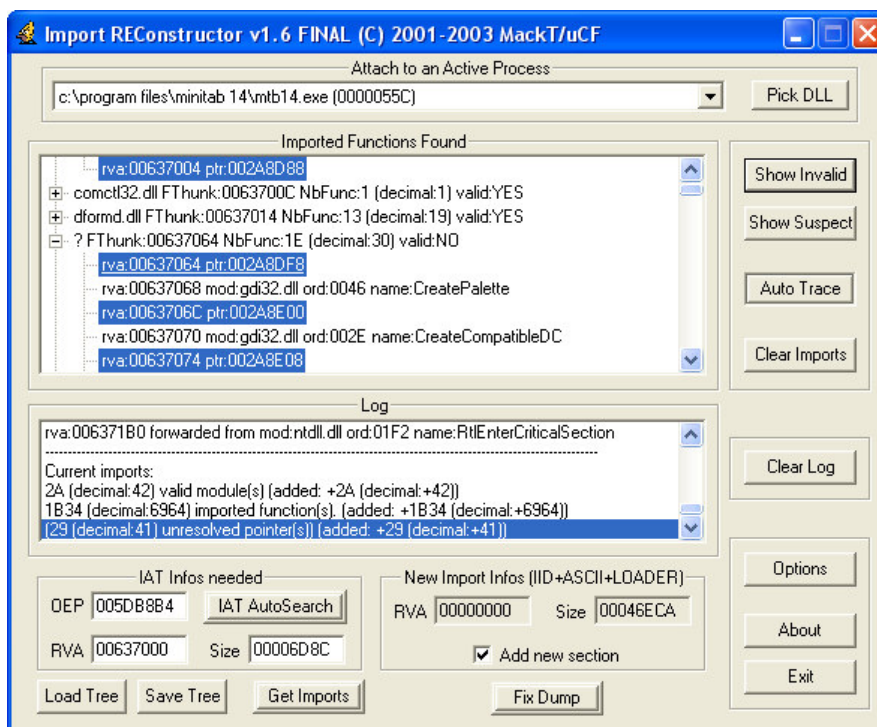 Import REConstructor v1.6 FINAL (C) 2001-2003 MackT/uCF
Attach to an Active Process
c:\program files\minitab 14\mtb14.exe (0000055C)
Pick DLL
Imported Functions Found
rva:00637004 ptr:002A8D88
comctl32.dll FThunk:0063700C NbFunc:1 (decimal:1) valid:YES
dformd.dll FThunk:00637014 NbFunc:13 (decimal:19) valid:YES
? FThunk:00637064 NbFunc:1E (decimal:30) valid:NO
rva:00637064 ptr:002A8DF8
rva:00637068 mod:gdi32.dll ord:0046 name:CreatePalette
rva:0063706C ptr:002A8E00
rva:00637070 mod:gdi32.dll ord:002E name:CreateCompatibleDC
rva:00637074 ptr:002A8E08
Show Invalid
Show Suspect
Auto Trace
Clear Imports
Log
rva:006371B0 forwarded from mod:ntdll.dll ord:01F2 name:RtlEnterCriticalSection
---------------------------------------------------------------------------
Current imports:
2A (decimal:42) valid module(s) (added: +2A (decimal:+42))
1B34 (decimal:6964) imported function(s). (added: +1B34 (decimal:+6964))
(29 (decimal:41) unresolved pointer(s)) (added: +29 (decimal:+41))
Clear Log
IAT Infos needed
OEP 005DB8B4 IAT AutoSearch
RVA 00637000 Size 00006D8C
New Import Infos (IID+ASCII+LOADER)
RVA 00000000 Size 00046ECA
Add new section
Options
About
Exit
Load Tree Save Tree Get Imports Fix Dump